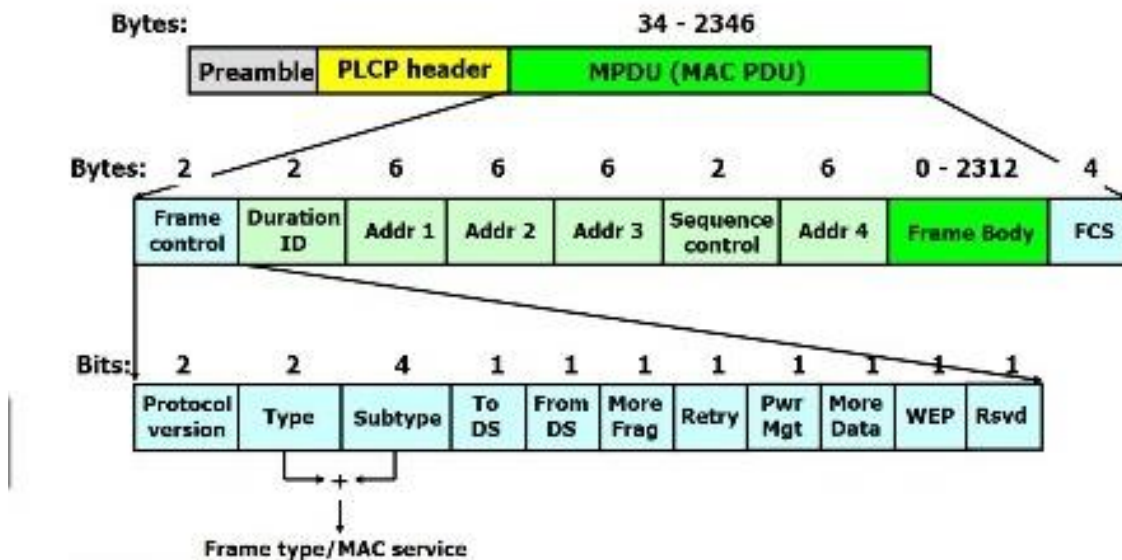 Bytes: 34 - 2346
Preamble PLCP header MPDU (MAC PDU)
Bytes: 2 2 6 6 6 2 6 0 - 2312 4
Frame control Duration ID Addr 1 Addr 2 Addr 3 Sequence control Addr 4 Frame Body FCS
Bits: 2 2 4 1 1 1 1 1 1 1 1
Protocol version Type Subtype To DS From DS More Frag Retry Pwr Mgt More Data WEP Rsvd
+
Frame type/MAC service